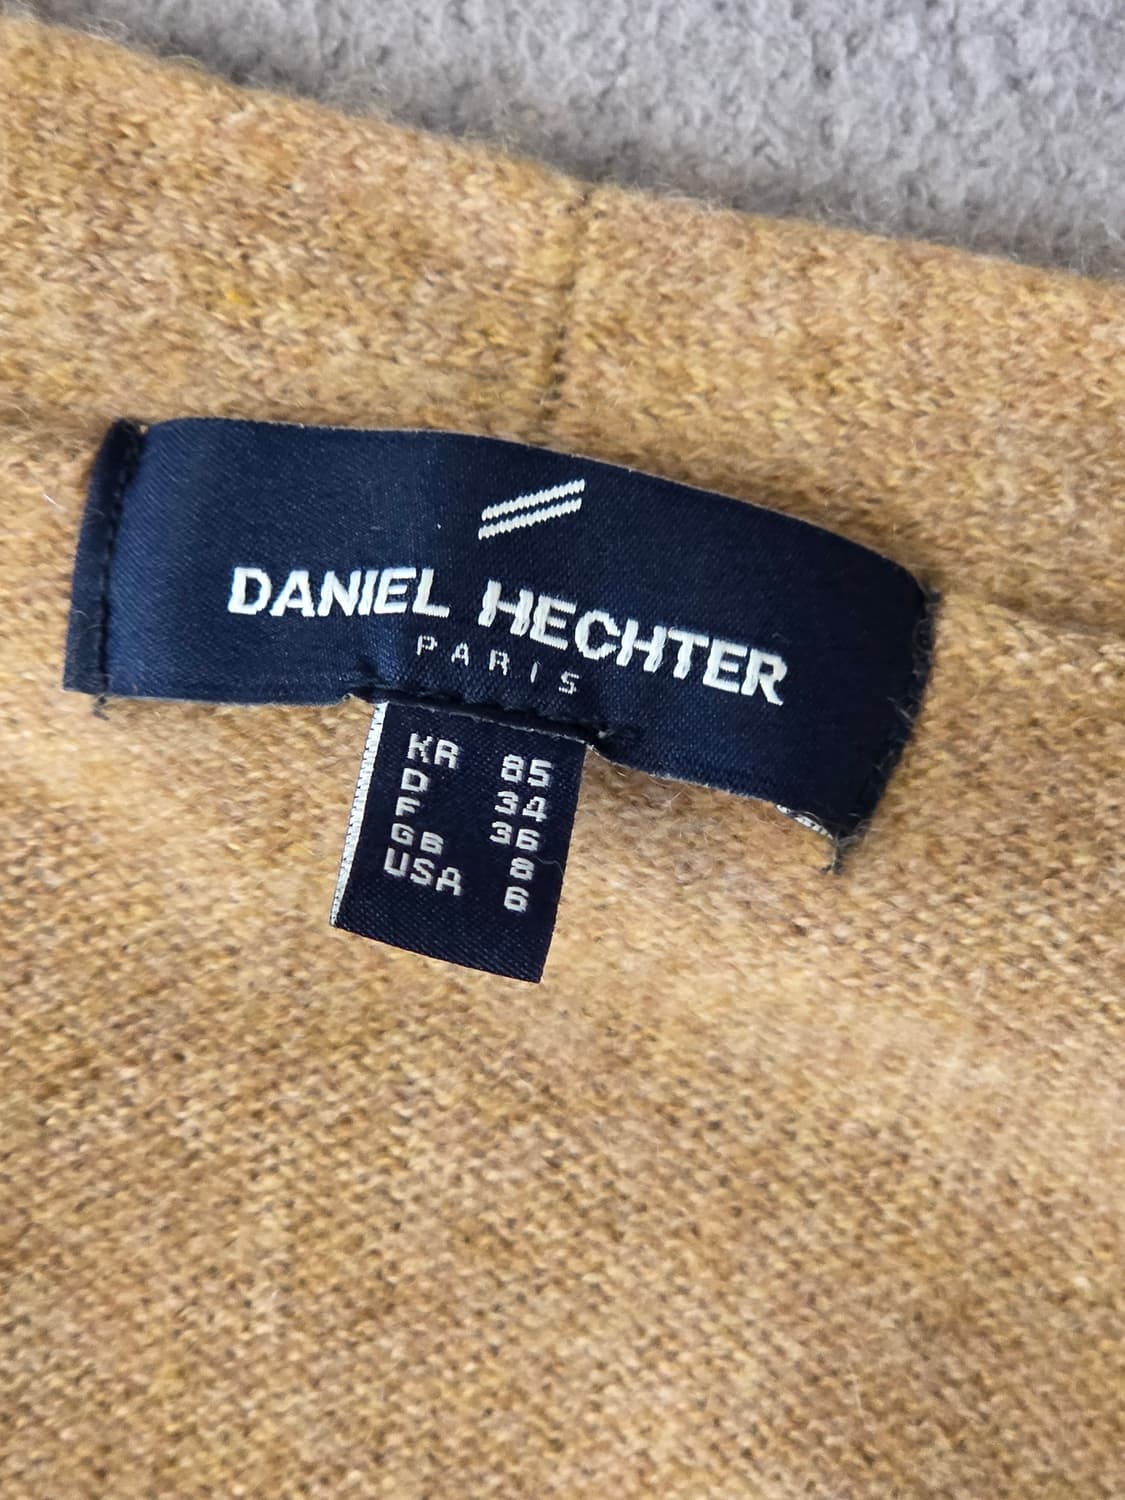 DANIEL HECHTER
PARIS
KR 85
D 34
F 36
GB 8
USA 6